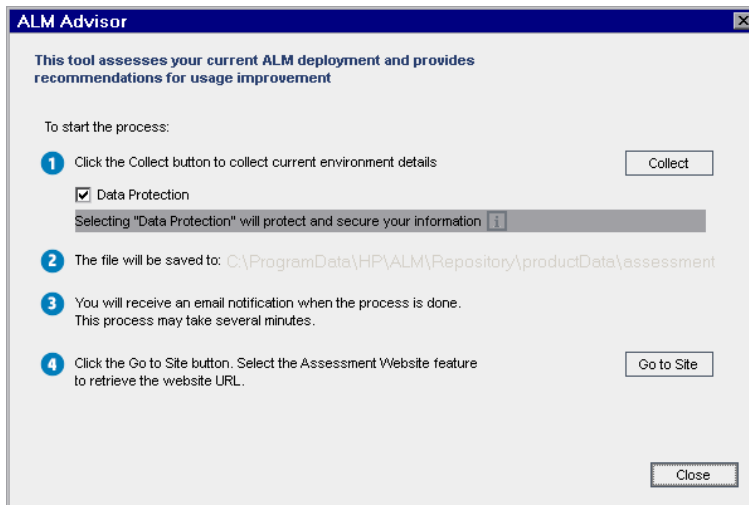 ALM Advisor
This tool assesses your current ALM deployment and provides
recommendations for usage improvement
To start the process:
1 Click the Collect button to collect current environment details Collect
Data Protection
Selecting "Data Protection" will protect and secure your information i
2 The file will be saved to: C:\ProgramData\HP\ALM\Repository\productData\assessment
3 You will receive an email notification when the process is done.
This process may take several minutes.
4 Click the Go to Site button. Select the Assessment Website feature Go to Site
to retrieve the website URL.
Close